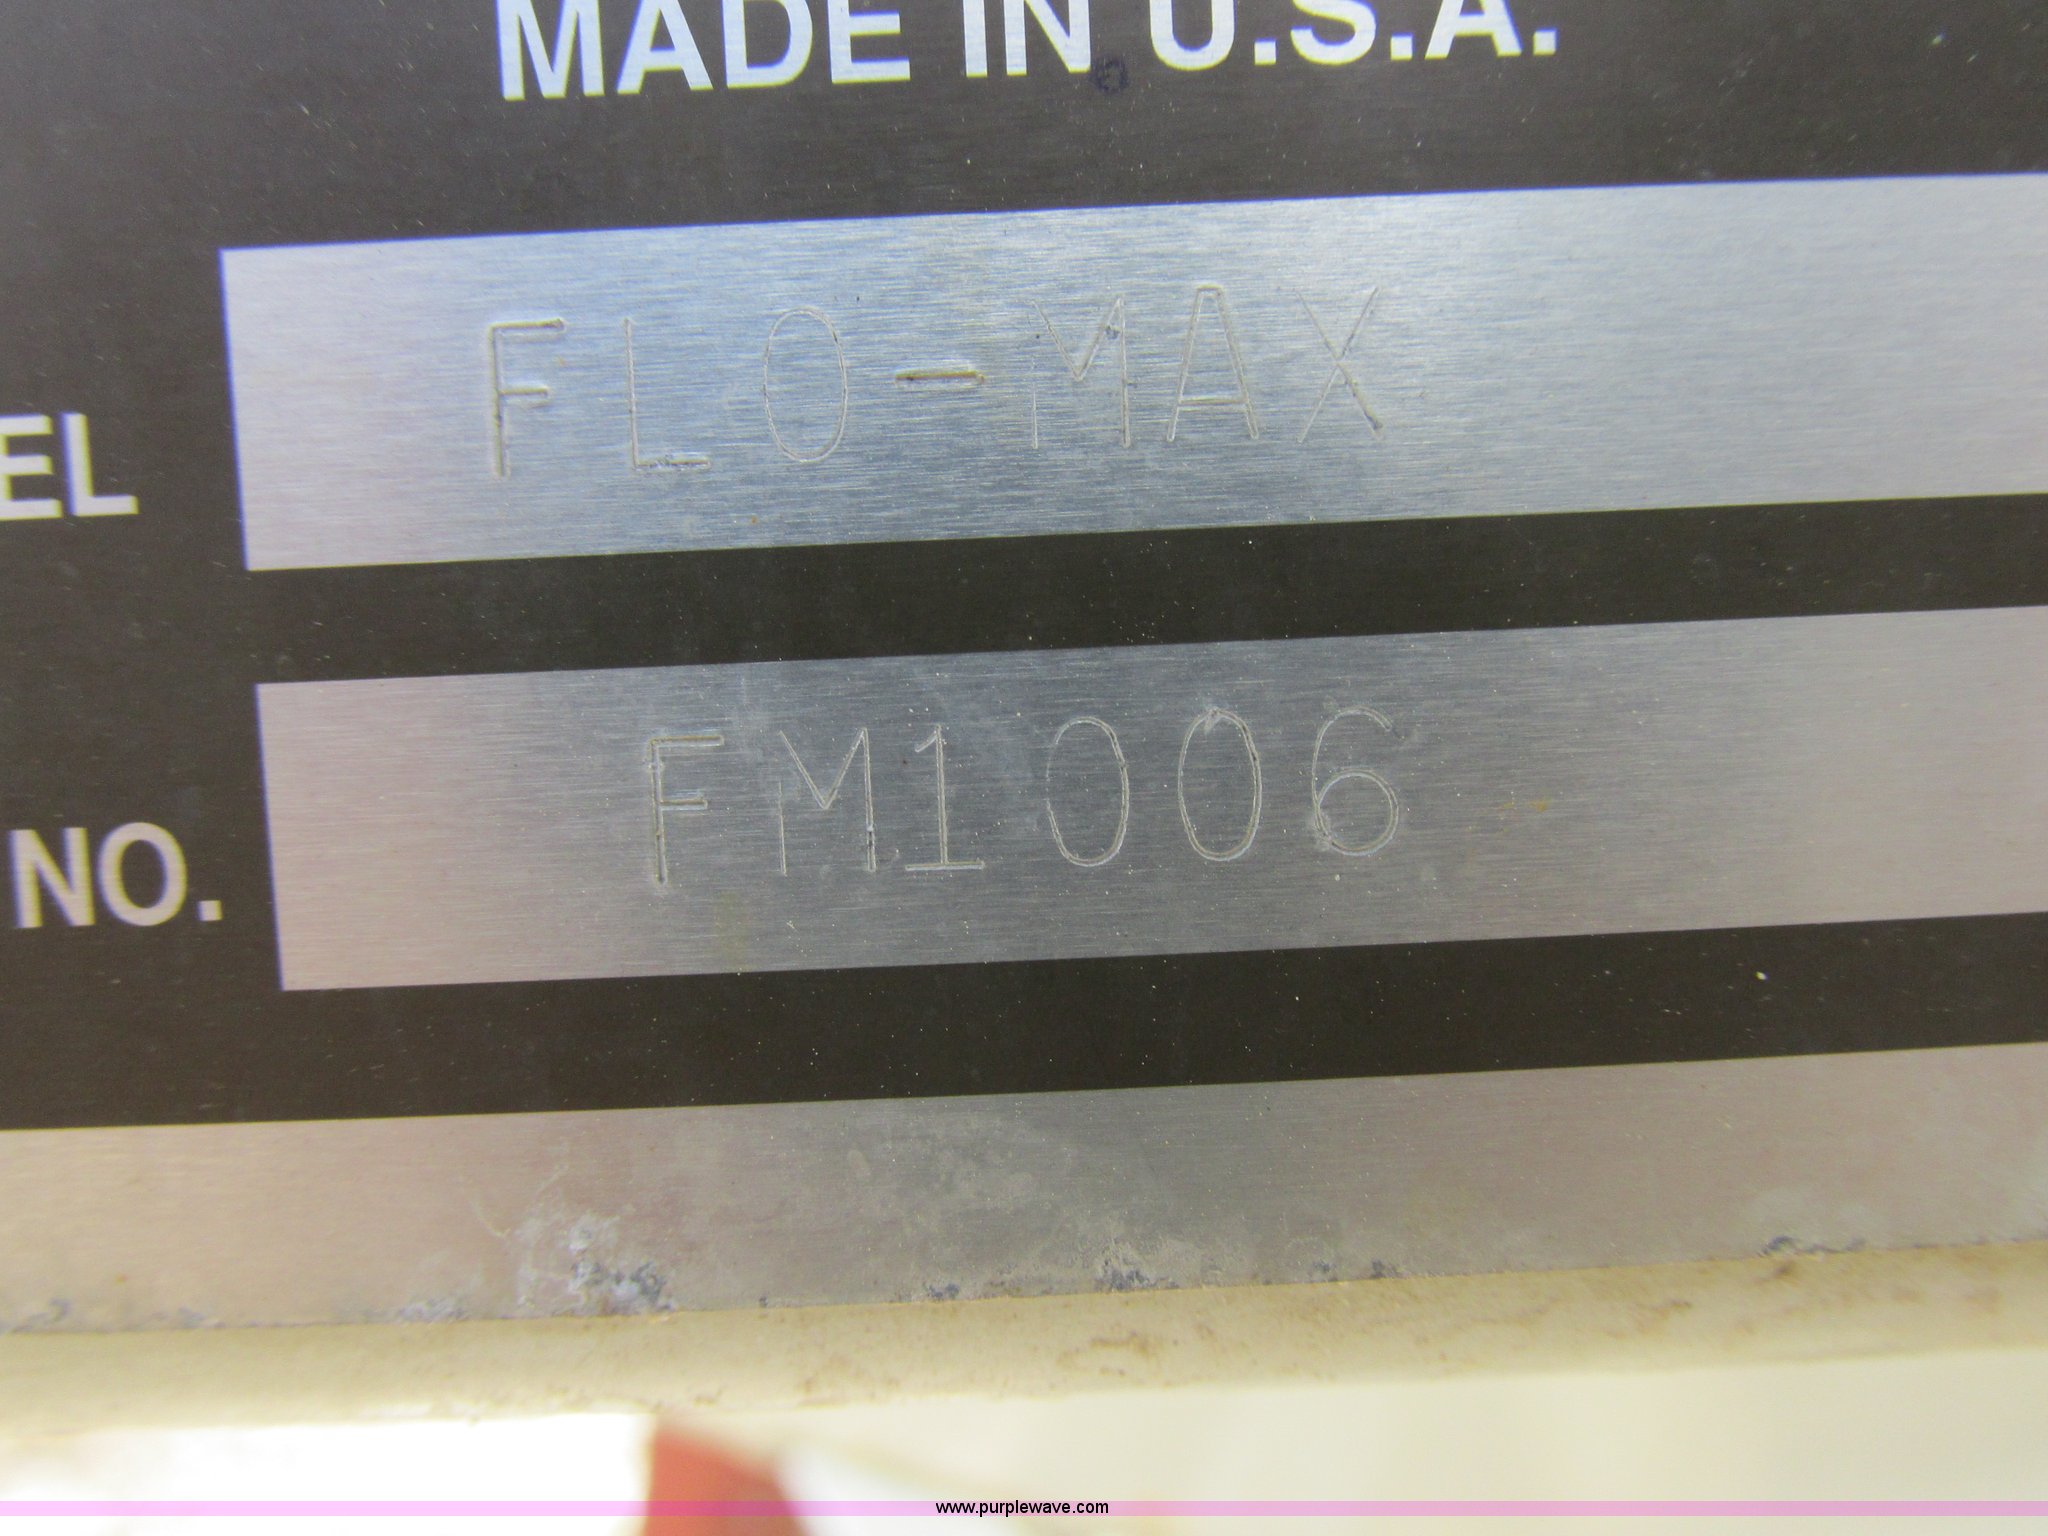 MADE IN U.S.A.
EL FLO-MAX
NO. FM1006
www.purplewave.com